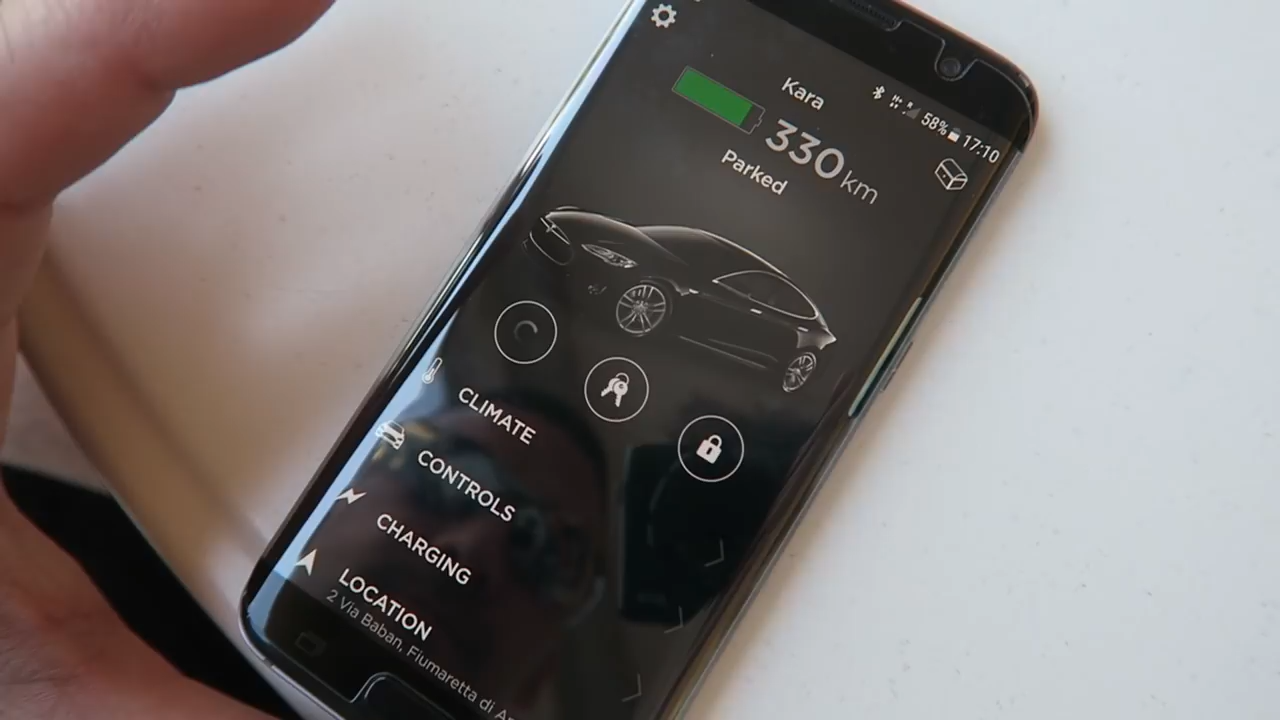 58% 17:10
Kara
330 km
Parked
CLIMATE
CONTROLS
CHARGING
LOCATION
2 Via Baban, Fiumaretta di